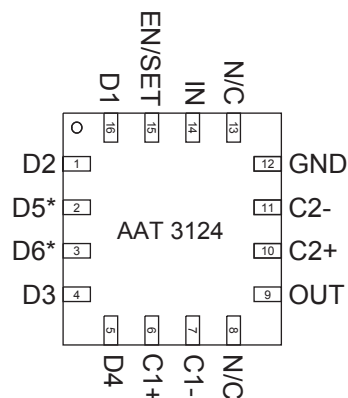 D1 EN/SET IN N/C
16 15 14 13
D2 1 12 GND
D5* 2 11 C2-
AAT 3124
D6* 3 10 C2+
D3 4 9 OUT
5 6 7 8
D4 C1+ C1- N/C